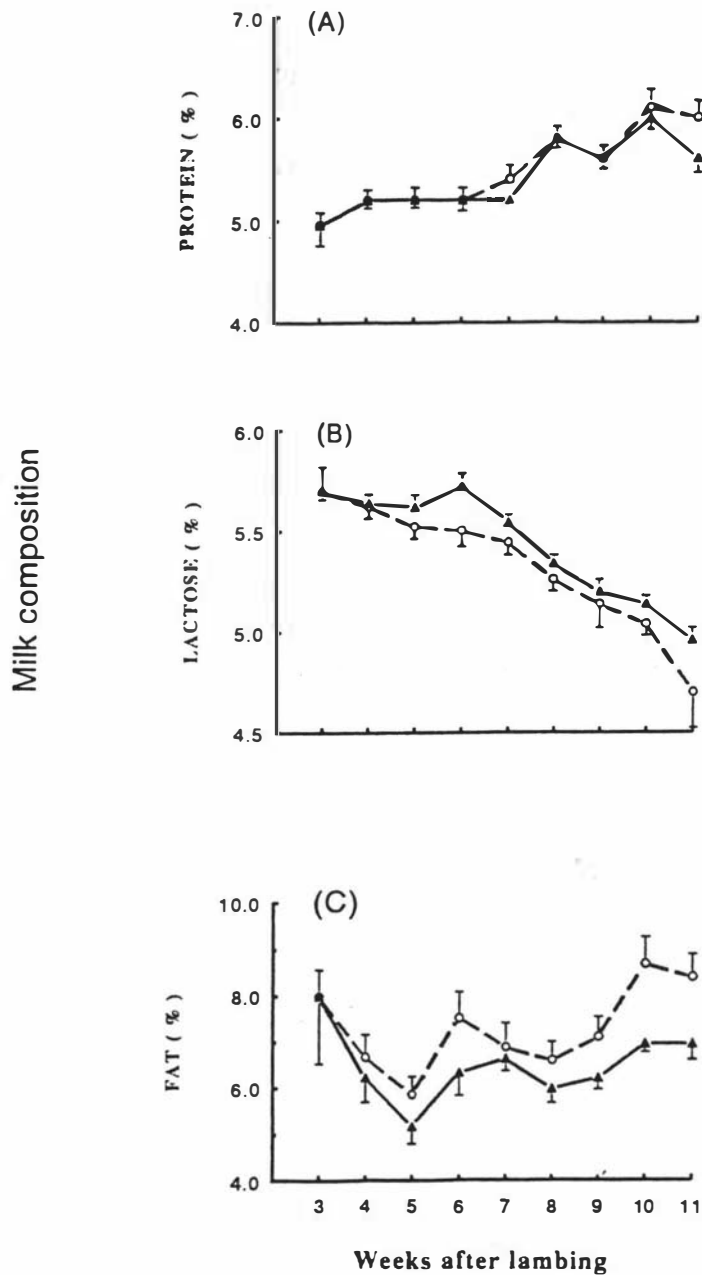 Milk composition
(A)
PROTEIN ( % )
7.0
6.0
5.0
4.0
(B)
LACTOSE ( % )
6.0
5.5
5.0
4.5
(C)
FAT ( % )
10.0
8.0
6.0
4.0
3 4 5 6 7 8 9 10 11
Weeks after lambing